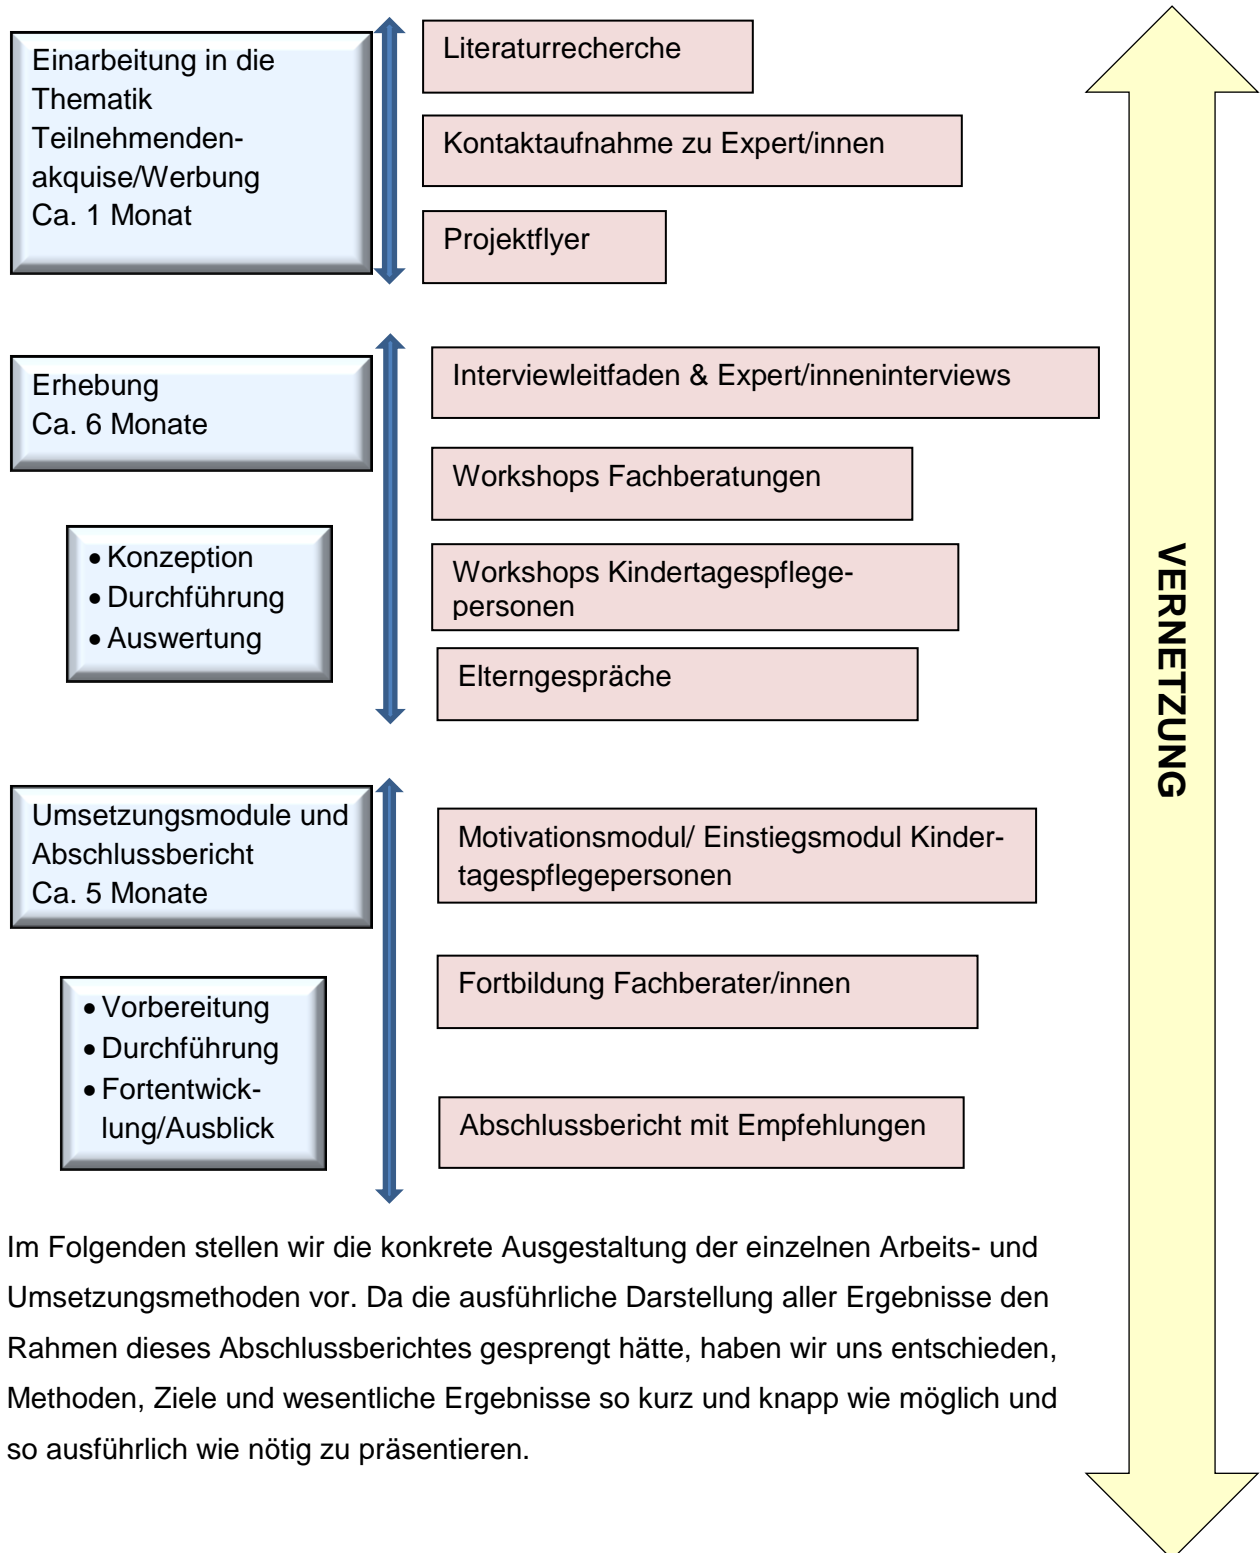 Einarbeitung in die
Thematik
Teilnehmenden-
akquise/Werbung
Ca. 1 Monat
Literaturrecherche
Kontaktaufnahme zu Expert/innen
Projektflyer
Erhebung
Ca. 6 Monate
• Konzeption
• Durchführung
• Auswertung
Interviewleitfaden & Expert/inneninterviews
Workshops Fachberatungen
Workshops Kindertagespflege-
personen
Elterngespräche
Umsetzungsmodule und
Abschlussbericht
Ca. 5 Monate
• Vorbereitung
• Durchführung
• Fortentwick-
lung/Ausblick
Motivationsmodul/ Einstiegsmodul Kinder-
tagespflegepersonen
Fortbildung Fachberater/innen
Abschlussbericht mit Empfehlungen
VERNETZUNG
Im Folgenden stellen wir die konkrete Ausgestaltung der einzelnen Arbeits- und
Umsetzungsmethoden vor. Da die ausführliche Darstellung aller Ergebnisse den
Rahmen dieses Abschlussberichtes gesprengt hätte, haben wir uns entschieden,
Methoden, Ziele und wesentliche Ergebnisse so kurz und knapp wie möglich und
so ausführlich wie nötig zu präsentieren.